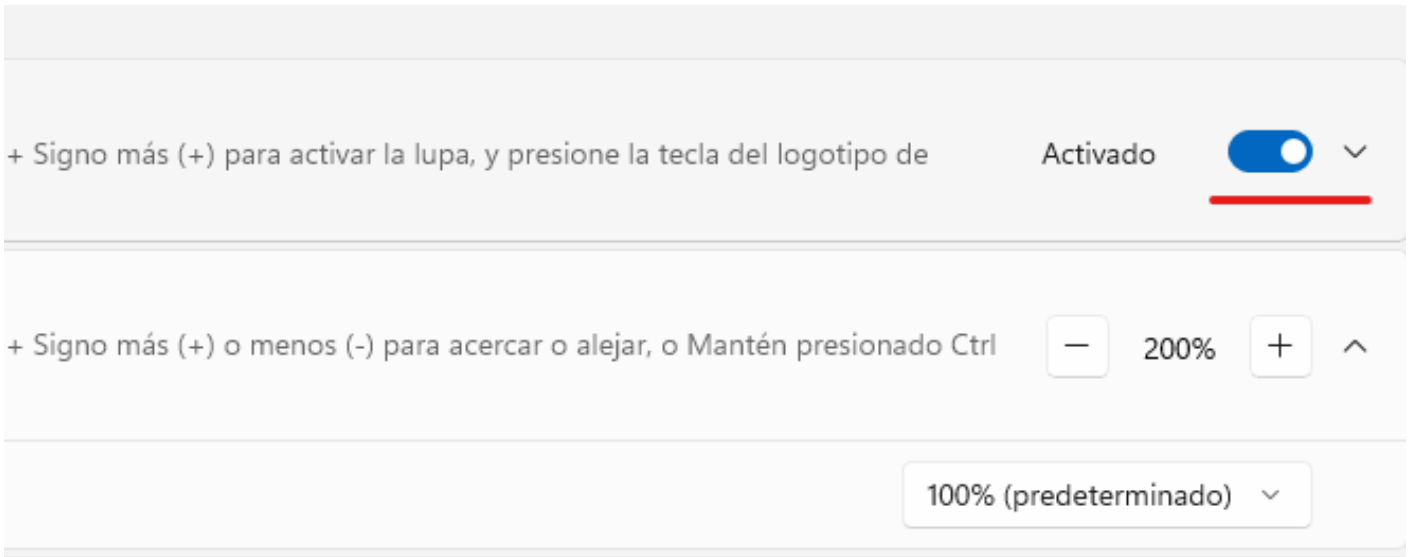 + Signo más (+) para activar la lupa, y presione la tecla del logotipo de Activado
+ Signo más (+) o menos (-) para acercar o alejar, o Mantén presionado Ctrl — 200% +
100% (predeterminado)